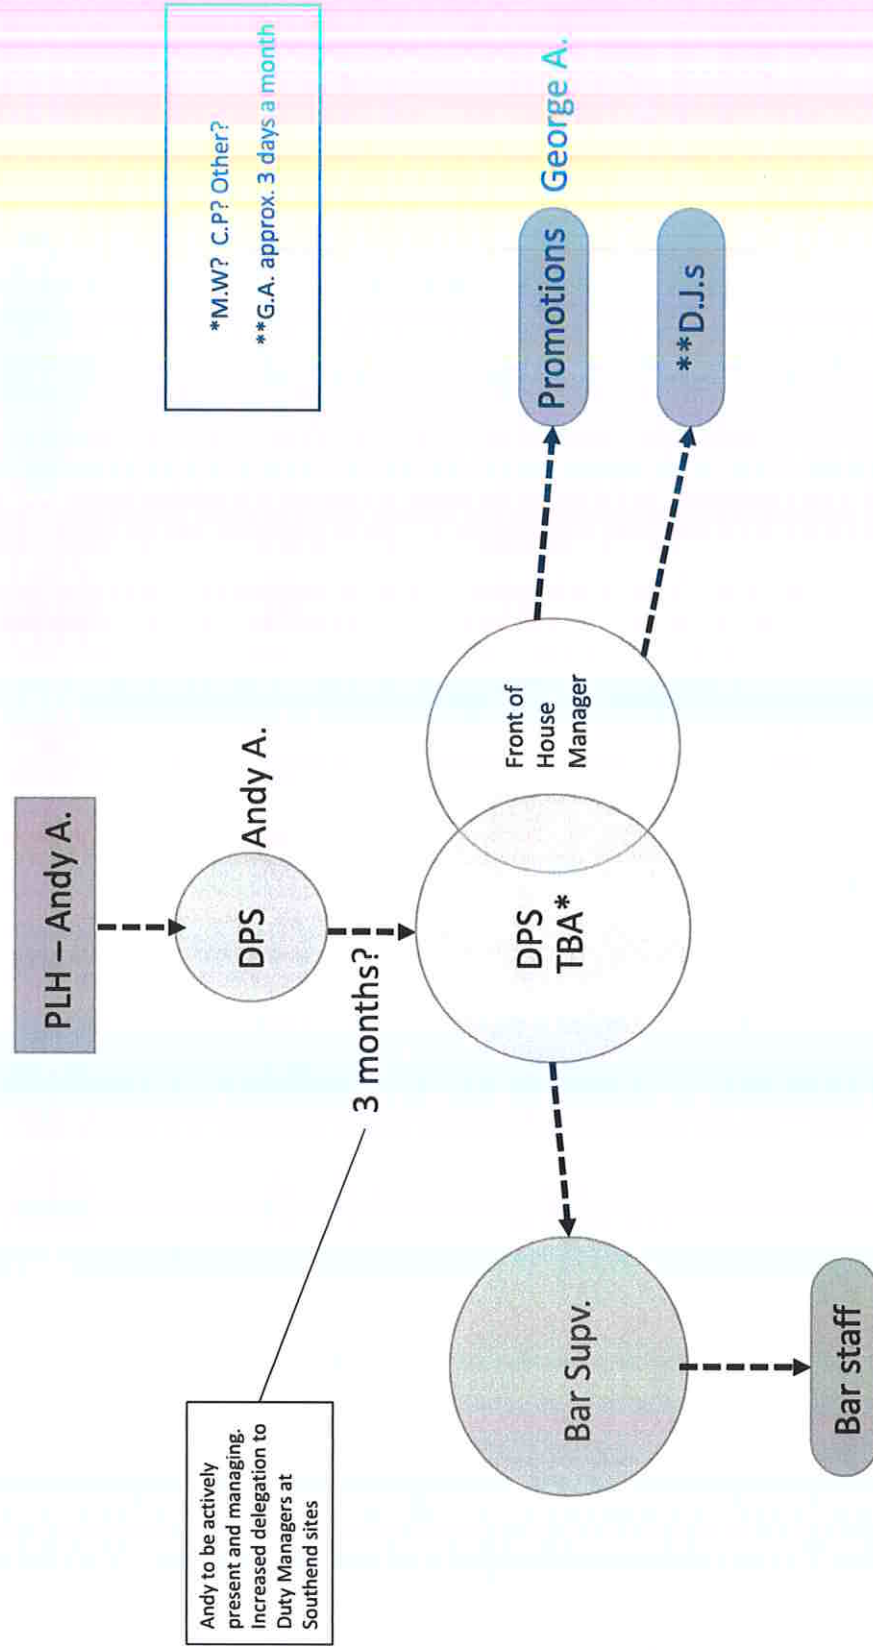 PLH – Andy A.
DPS
Andy A.
3 months?
Andy to be actively
present and managing.
Increased delegation to
Duty Managers at
Southend sites
*M.W? C.P? Other?
**G.A. approx. 3 days a month
DPS
TBA*
Front of
House
Manager
Promotions
George A.
**D.J.s
Bar Supv.
Bar staff